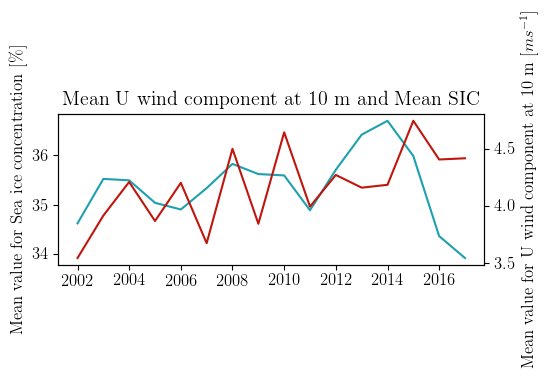 Mean U wind component at 10 m and Mean SIC
Mean value for Sea ice concentration [%]
36
35
34
2002 2004 2006 2008 2010 2012 2014 2016
4.5
4.0
3.5
Mean value for U wind component at 10 m [ms⁻¹]